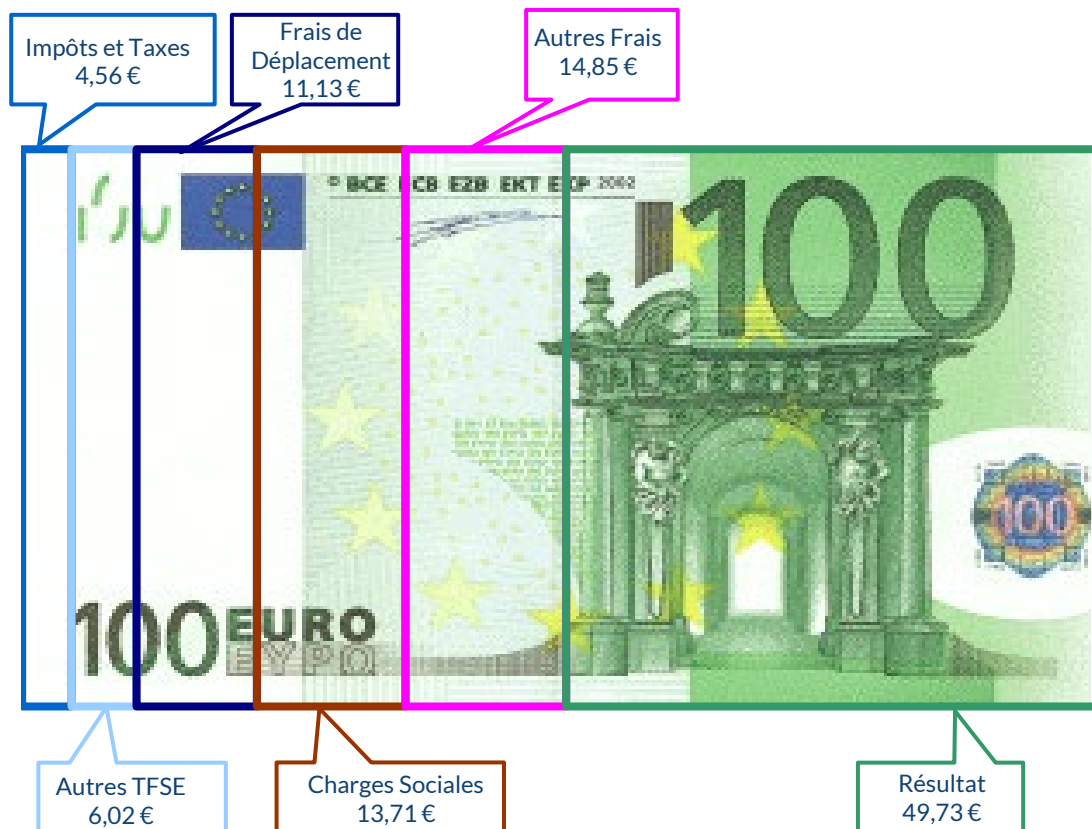 Impôts et Taxes
4,56 €
Frais de
Déplacement
11,13 €
Autres Frais
14,85 €
© BCE ECB EZB EKT EKP 2002
100
100
100 EURO
ΕΥΡΩ
Autres TFSE
6,02 €
Charges Sociales
13,71 €
Résultat
49,73 €